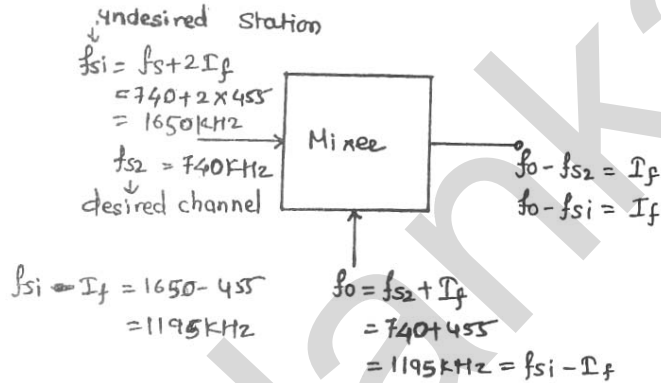 undesired Station
fsi = fs+2If
=740+2×455
= 1650KHz
fs2 = 740KHz
desired channel
Mixer
fo - fs2 = If
fo - fsi = If
fsi - If = 1650-455
=1195KHz
fo = fs2 + If
= 740+455
= 1195KHz = fsi - If